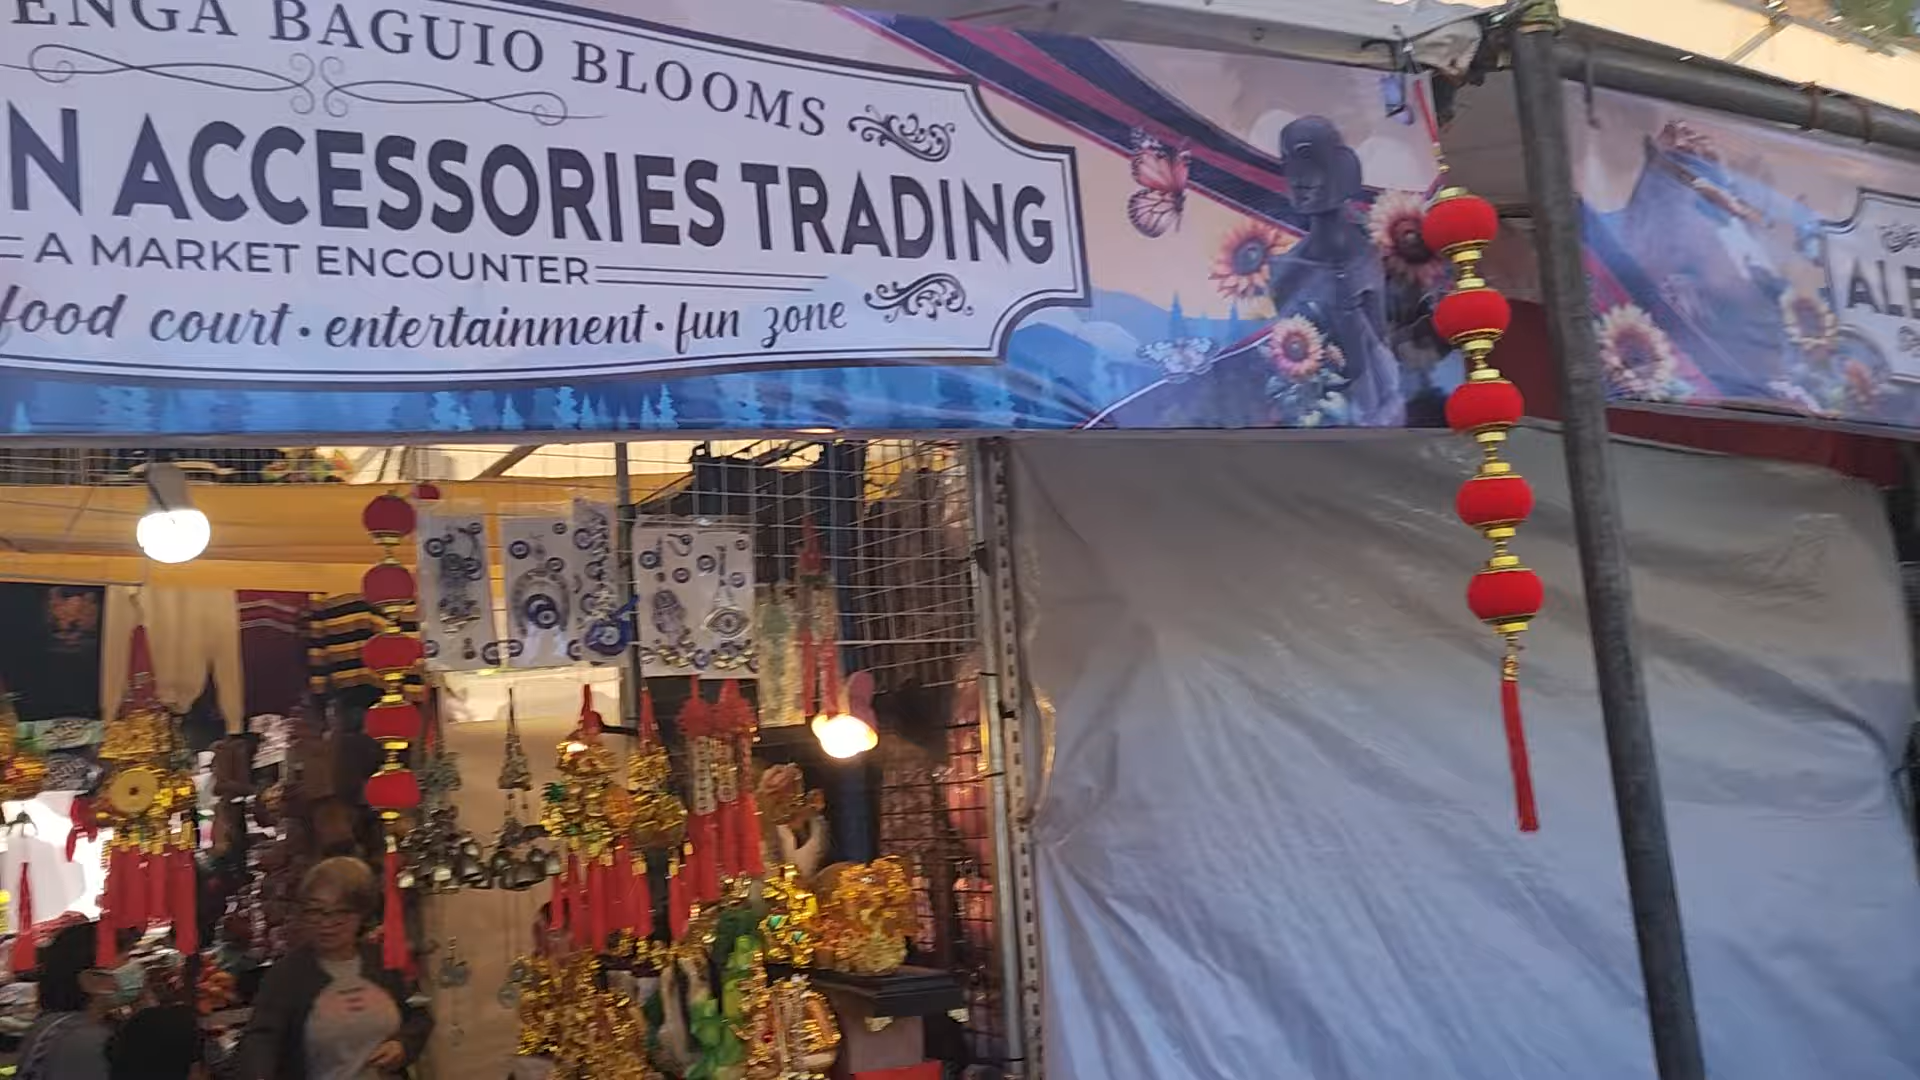 ENGA BAGUIO BLOOMS
N ACCESSORIES TRADING
A MARKET ENCOUNTER
food court • entertainment • fun zone
ALE